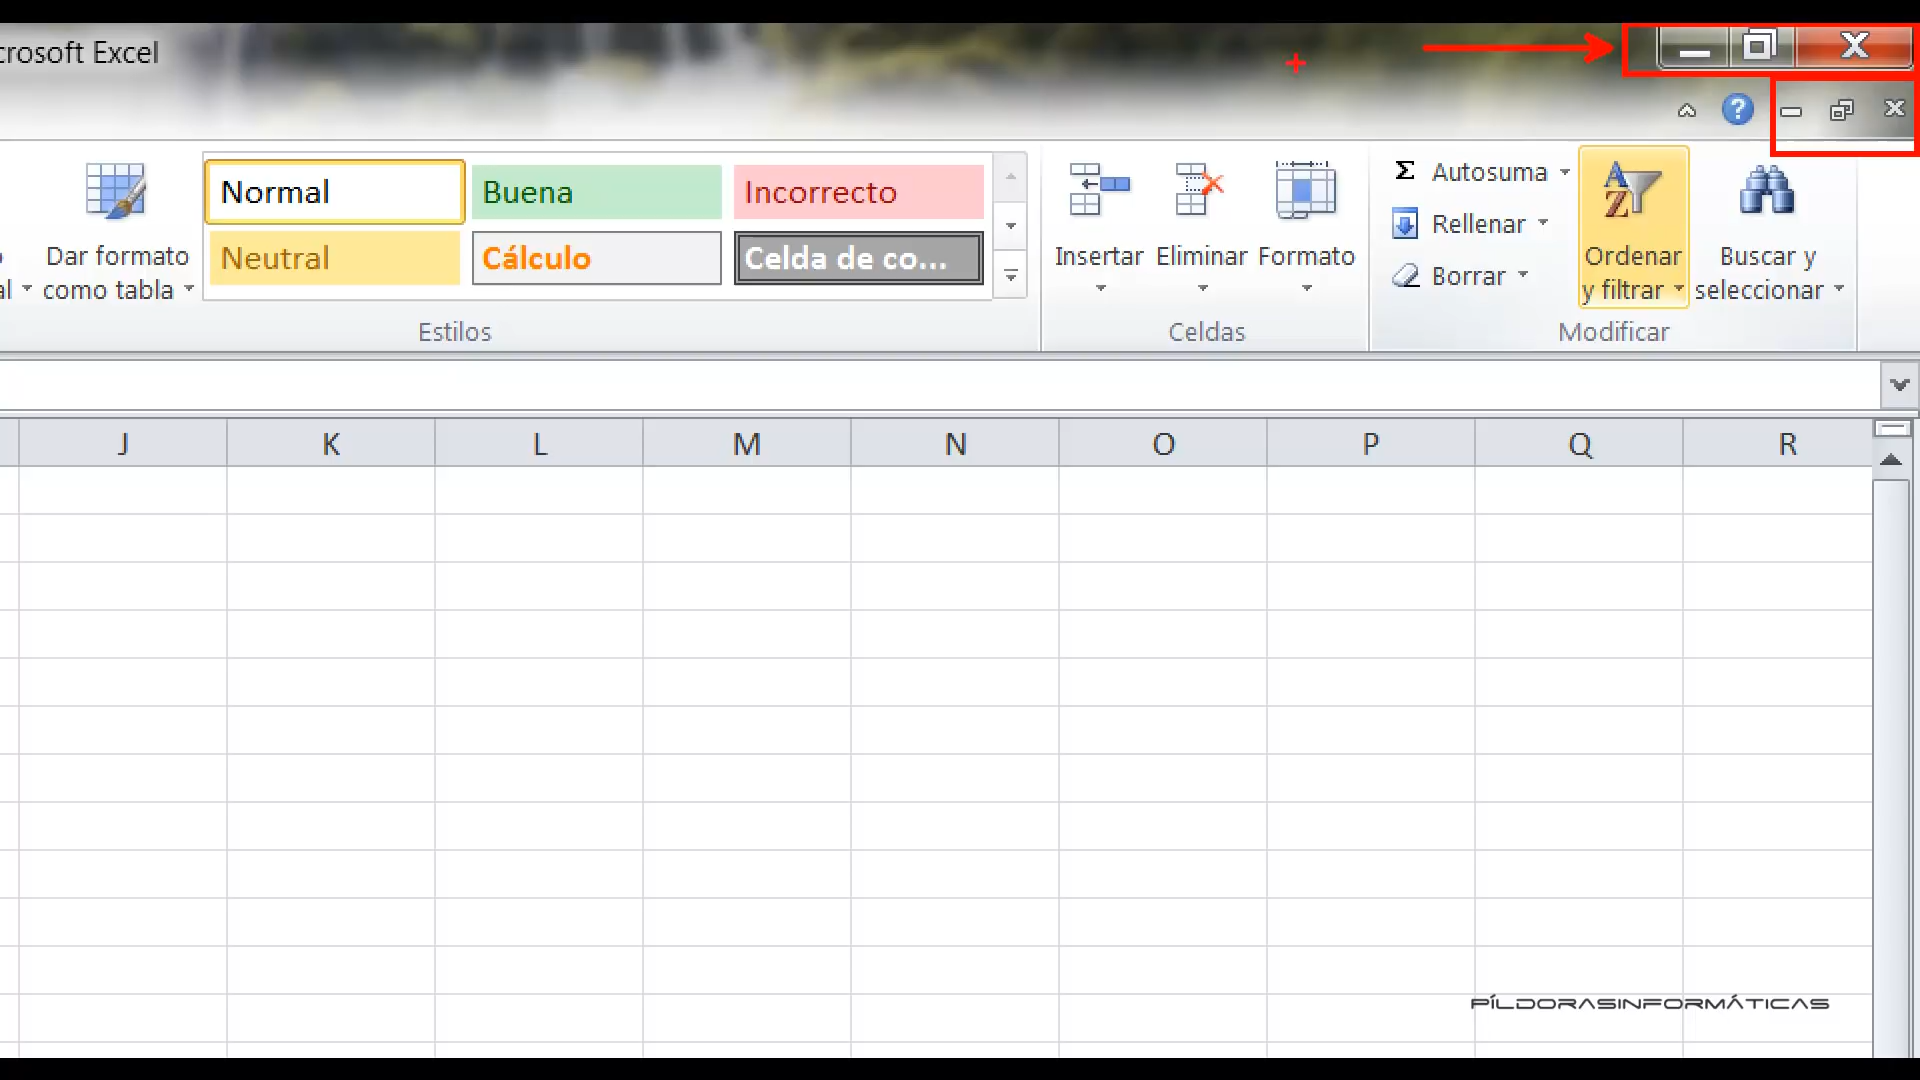 crosoft Excel
Normal
Buena
Incorrecto
Neutral
Cálculo
Celda de co...
Dar formato
como tabla
al
Estilos
Insertar
Eliminar
Formato
Celdas
Σ Autosuma
Rellenar
Borrar
Ordenar
y filtrar
Buscar y
seleccionar
Modificar
J K L M N O P Q R
PÍLDORASINFORMÁTICAS